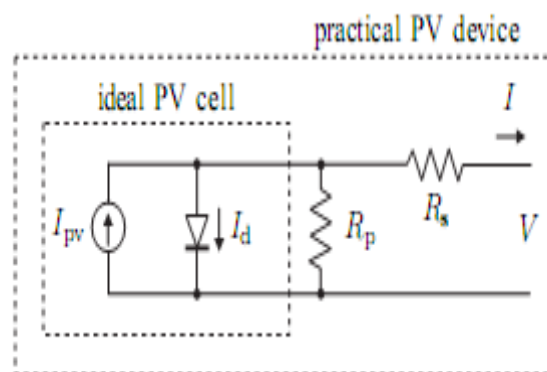 practical PV device
ideal PV cell
I
Ipv
Id
Rp
Rs
V